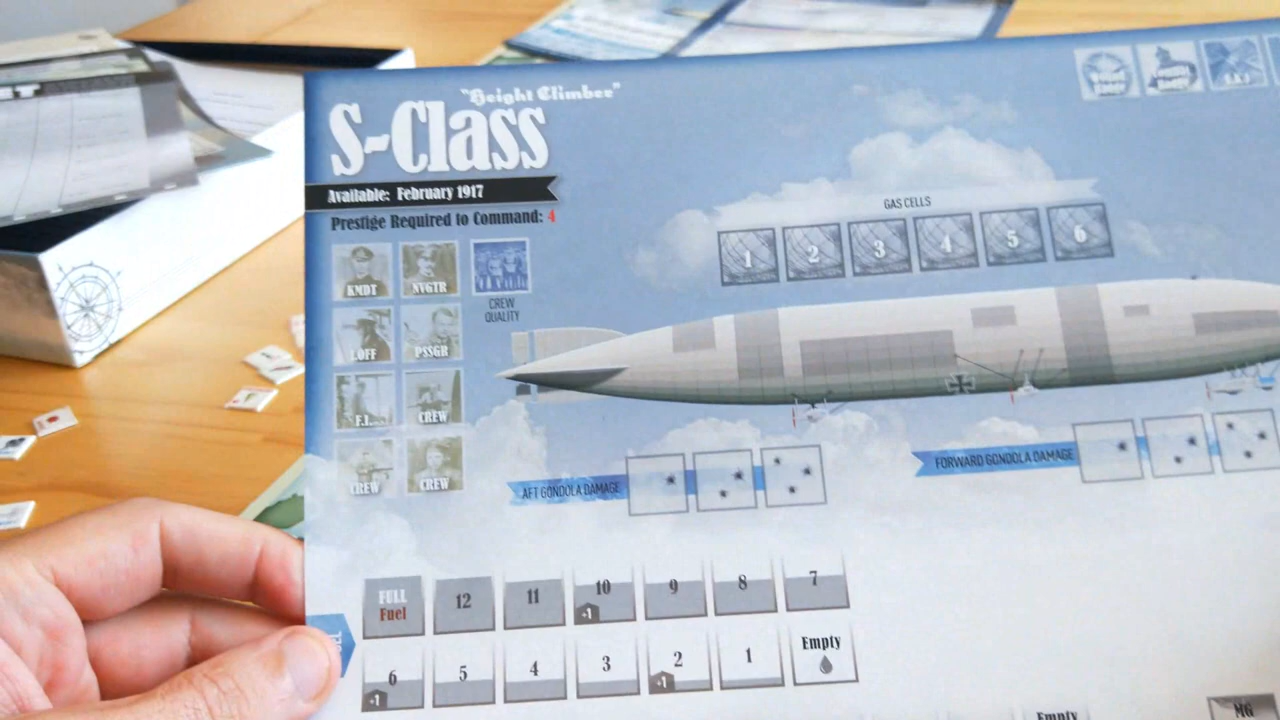 "Height Climber"
S-Class
Available: February 1917
Prestige Required to Command: 4
KMDT NVGTR
CREW
QUALITY
LOFF PSSGR
F.I. CREW
CREW CREW
GAS CELLS
1 2 3 4 5 6
AFT GONDOLA DAMAGE
FORWARD GONDOLA DAMAGE
FULL
Fuel
12 11 10 9 8 7
+1
6 5 4 3 2 1 Empty
+1 +1
Empty
MG